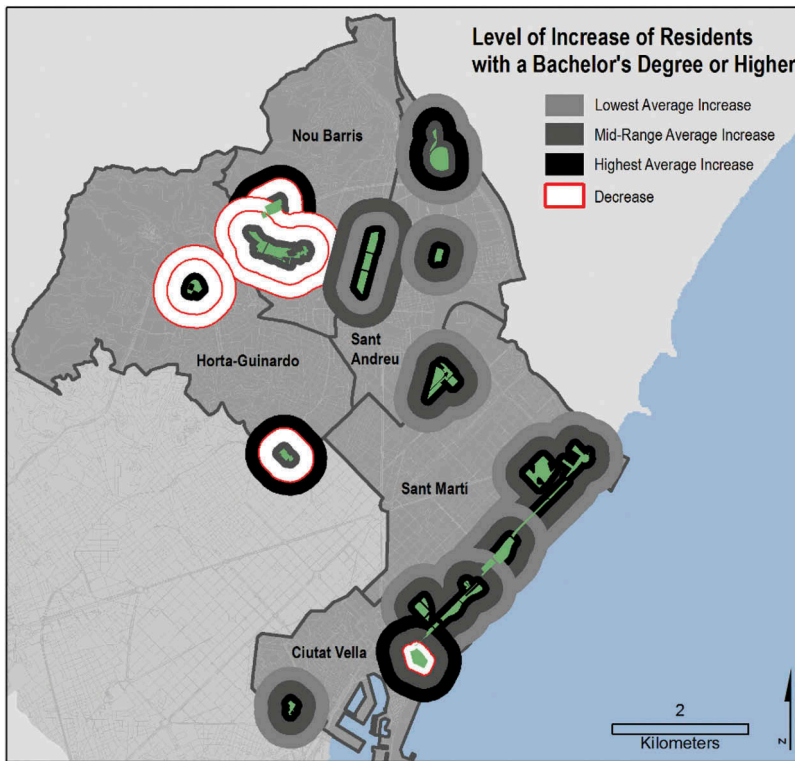 Level of Increase of Residents
with a Bachelor's Degree or Higher
Lowest Average Increase
Mid-Range Average Increase
Highest Average Increase
Decrease
Nou Barris
Sant
Andreu
Horta-Guinardo
Sant Marti
Ciutat Vella
2
Kilometers
N